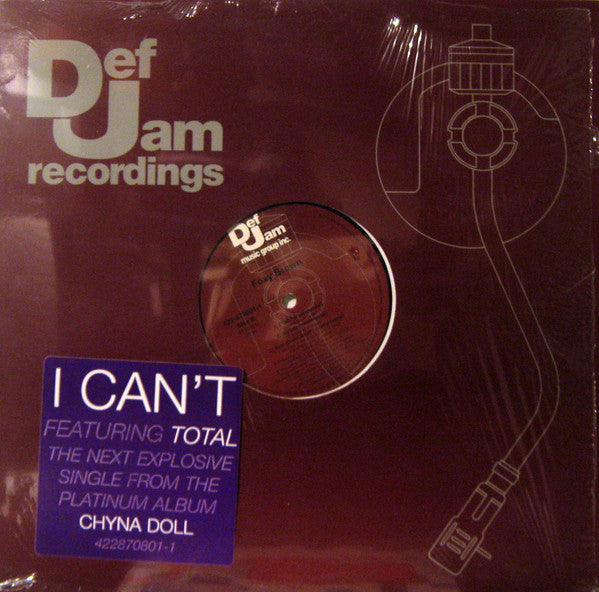 Def
Jam
recordings
Def
Jam
music group inc.
Foxy Brown
I CAN'T
FEATURING TOTAL
THE NEXT EXPLOSIVE
SINGLE FROM THE
PLATINUM ALBUM
CHYNA DOLL
422870801-1